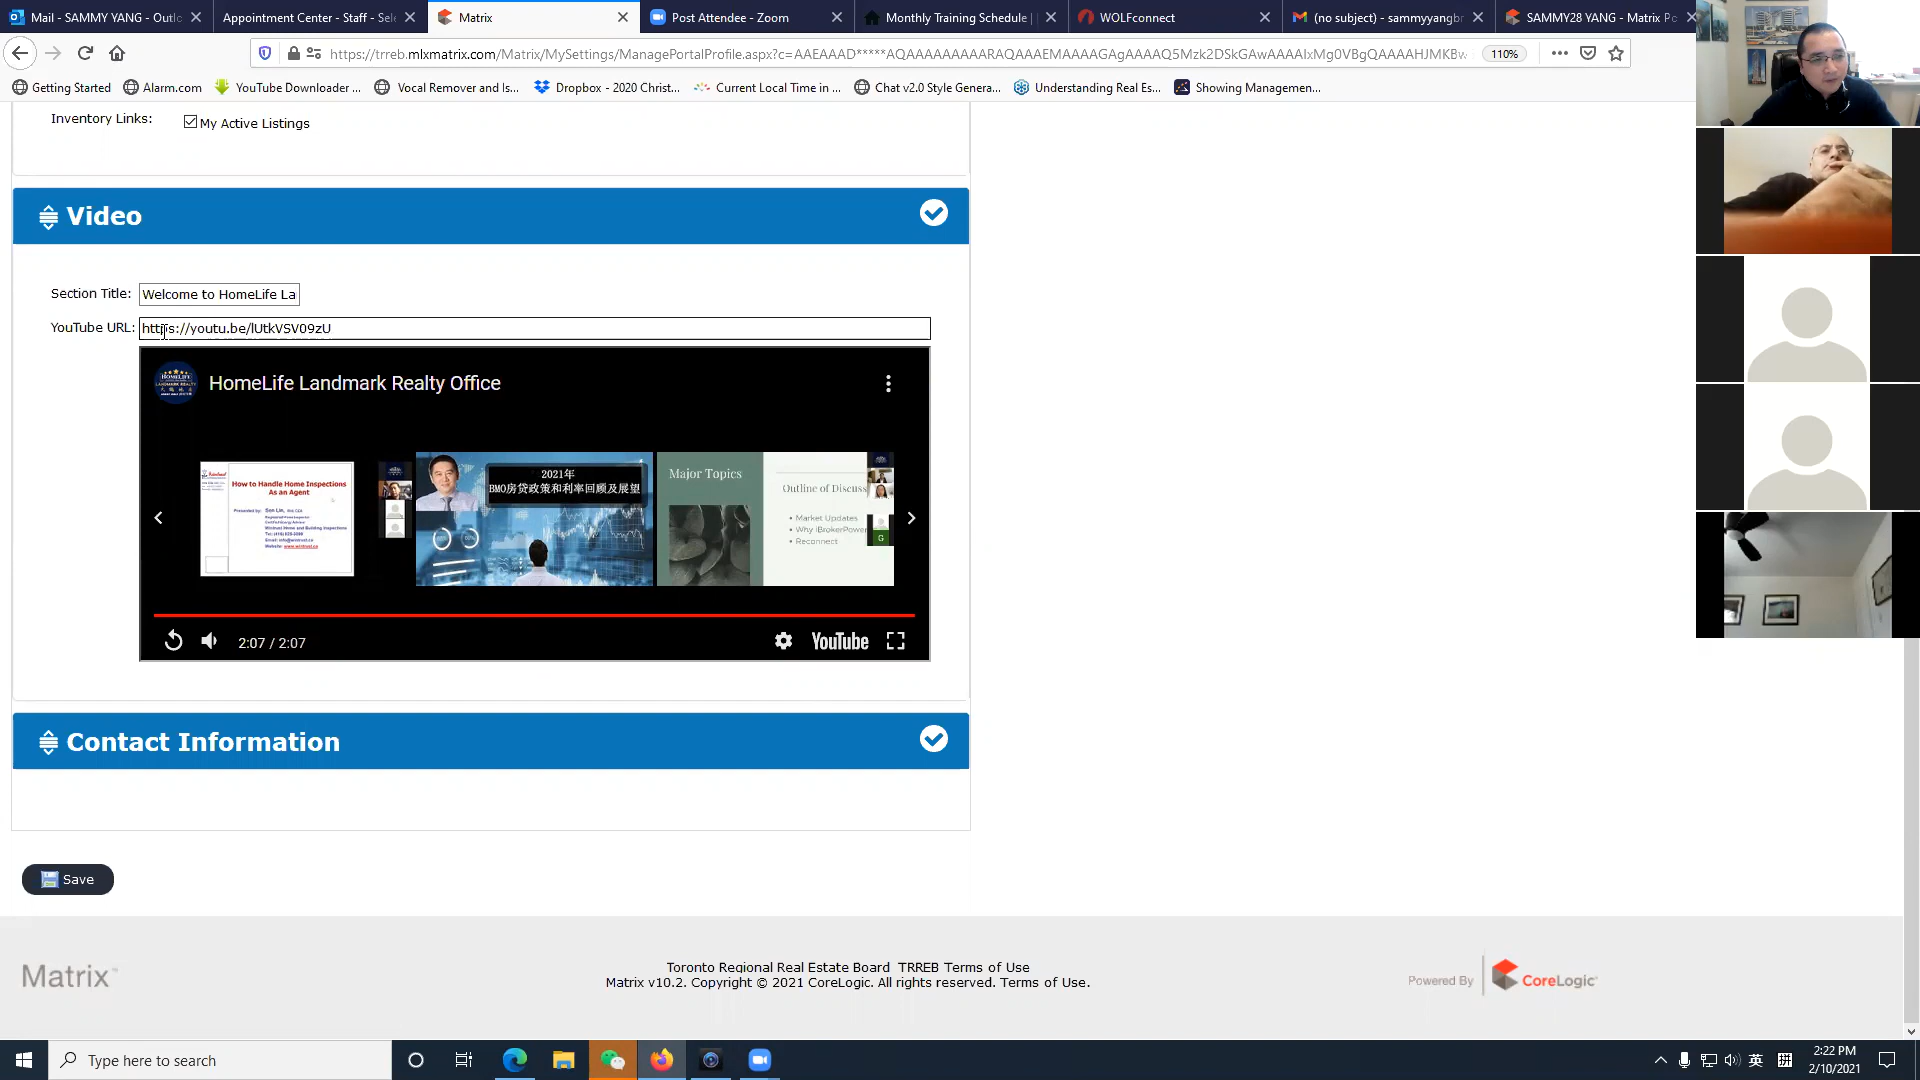 Mail - SAMMY YANG - Outlo
Appointment Center - Staff - Sele
Matrix
Post Attendee - Zoom
Monthly Training Schedule |
WOLFconnect
(no subject) - sammyyangbr
SAMMY28 YANG - Matrix Po
https://trreb.mlxmatrix.com/Matrix/MySettings/ManagePortalProfile.aspx?c=AAEAAAD*****AQAAAAAAAAARAQAAAEMAAAAGAgAAAAQ5Mzk2DSkGAwAAAAIxMg0VBgQAAAAHJMKBw
110%
Getting Started
Alarm.com
YouTube Downloader ...
Vocal Remover and Is...
Dropbox - 2020 Christ...
Current Local Time in ...
Chat v2.0 Style Genera...
Understanding Real Es...
Showing Managemen...
Inventory Links:
My Active Listings
Video
Section Title:
Welcome to HomeLife La
YouTube URL:
https://youtu.be/lUtkVSV09zU
HomeLife Landmark Realty Office
How to Handle Home Inspections
As an Agent
2021年
BMO房贷政策和利率回顾及展望
Major Topics
Outline of Discuss
• Market Updates
• Why iBrokerPower
• Reconnect
G
2:07 / 2:07
YouTube
Contact Information
Save
Matrix™
Toronto Regional Real Estate Board TRREB Terms of Use
Matrix v10.2. Copyright © 2021 CoreLogic. All rights reserved. Terms of Use.
Powered By
CoreLogic
Type here to search
英
拼
2:22 PM
2/10/2021